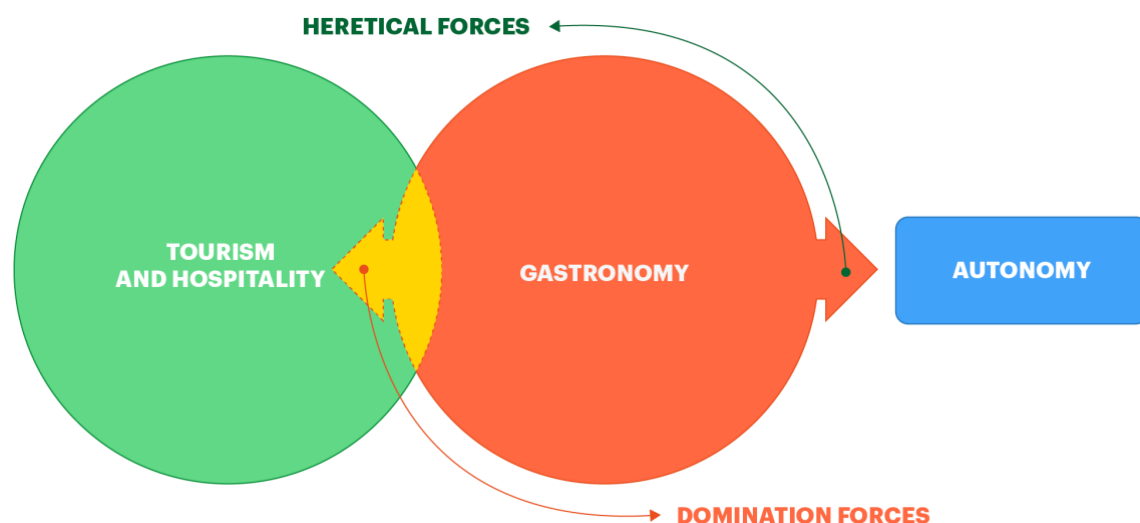 HERETICAL FORCES
TOURISM
AND HOSPITALITY
GASTRONOMY
AUTONOMY
DOMINATION FORCES